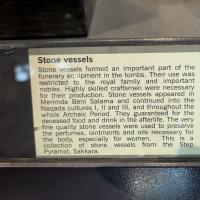 Stone vessels
Stone vessels formed an important part of the
funerary equipment in the tombs. Their use was
restricted to the royal family and important
nobles. Highly skilled craftsmen were necessary
for their production. Stone vessels appeared in
Merimde Beni Salama and continued into the
Naqada cultures I, II and III, and throughout the
whole Archaic Period. They guaranteed for the
deceased food and drink in the afterlife. The very
fine quality stone vessels were used to preserve
the perfumes, ointments and oils necessary for
the body, especially for women. This is a
collection of stone vessels from the Step
Pyramid, Sakkara.